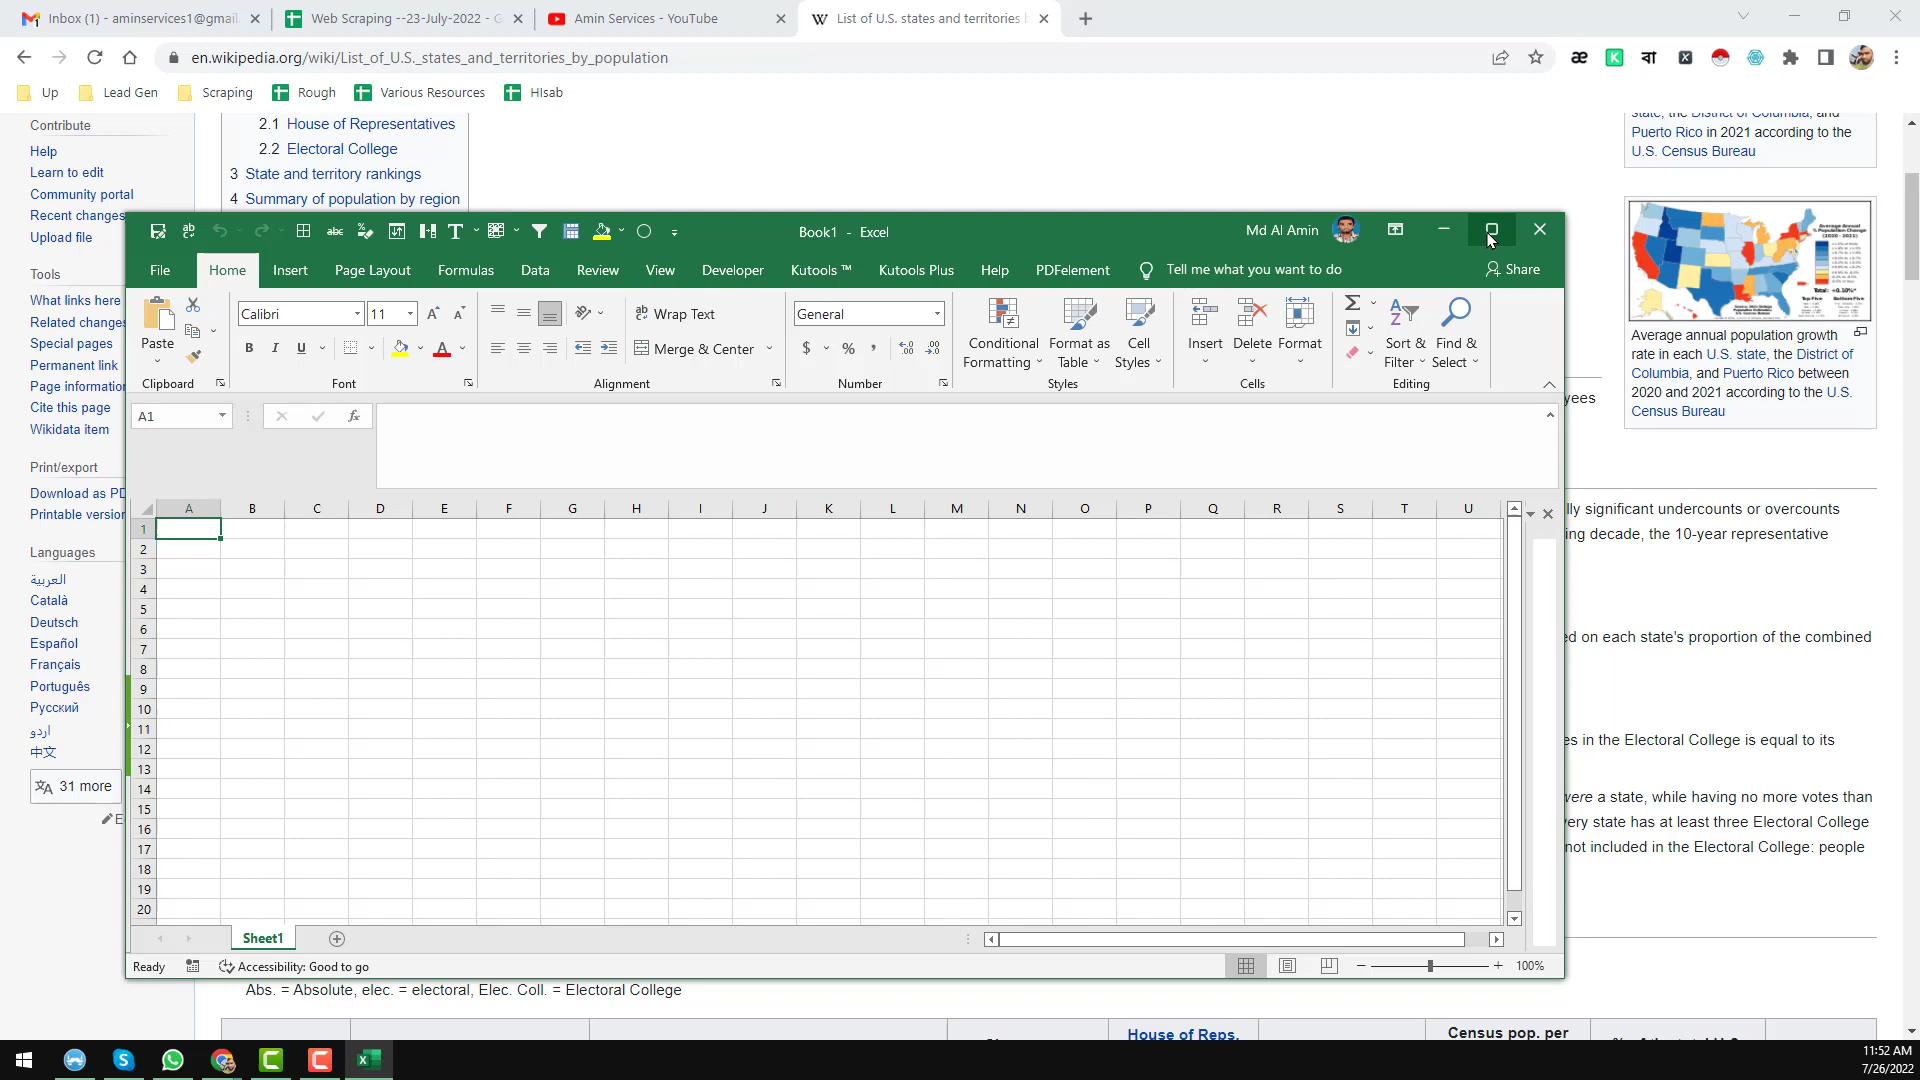 Inbox (1) - aminservices1@gmail
Web Scraping --23-July-2022 - G
Amin Services - YouTube
List of U.S. states and territories b
en.wikipedia.org/wiki/List_of_U.S._states_and_territories_by_population
Up
Lead Gen
Scraping
Rough
Various Resources
HIsab
Contribute
Help
Learn to edit
Community portal
Recent changes
Upload file
Tools
What links here
Related changes
Special pages
Permanent link
Page information
Cite this page
Wikidata item
Print/export
Download as PD
Printable version
Languages
العربية
Català
Deutsch
Español
Français
Português
Русский
اردو
中文
31 more
E
2.1 House of Representatives
2.2 Electoral College
3 State and territory rankings
4 Summary of population by region
state, the District of Columbia, and
Puerto Rico in 2021 according to the
U.S. Census Bureau
Average Annual
% Population Change
(2020 - 2021)
Average annual population growth
rate in each U.S. state, the District of
Columbia, and Puerto Rico between
2020 and 2021 according to the U.S.
Census Bureau
Book1 - Excel
Md Al Amin
File
Home
Insert
Page Layout
Formulas
Data
Review
View
Developer
Kutools ™
Kutools Plus
Help
PDFelement
Tell me what you want to do
Share
Paste
Clipboard
Calibri
11
B I U
Font
Wrap Text
Merge & Center
Alignment
General
$ % ,
Number
Conditional Formatting
Format as Table
Cell Styles
Styles
Insert
Delete
Format
Cells
Sort & Filter
Find & Select
Editing
A1
fx
A B C D E F G H I J K L M N O P Q R S T U
1
2
3
4
5
6
7
8
9
10
11
12
13
14
15
16
17
18
19
20
Sheet1
Ready
Accessibility: Good to go
100%
yees
lly significant undercounts or overcounts
ing decade, the 10-year representative
ed on each state's proportion of the combined
es in the Electoral College is equal to its
were a state, while having no more votes than
very state has at least three Electoral College
not included in the Electoral College: people
Abs. = Absolute, elec. = electoral, Elec. Coll. = Electoral College
House of Reps.
Census pop. per
11:52 AM
7/26/2022